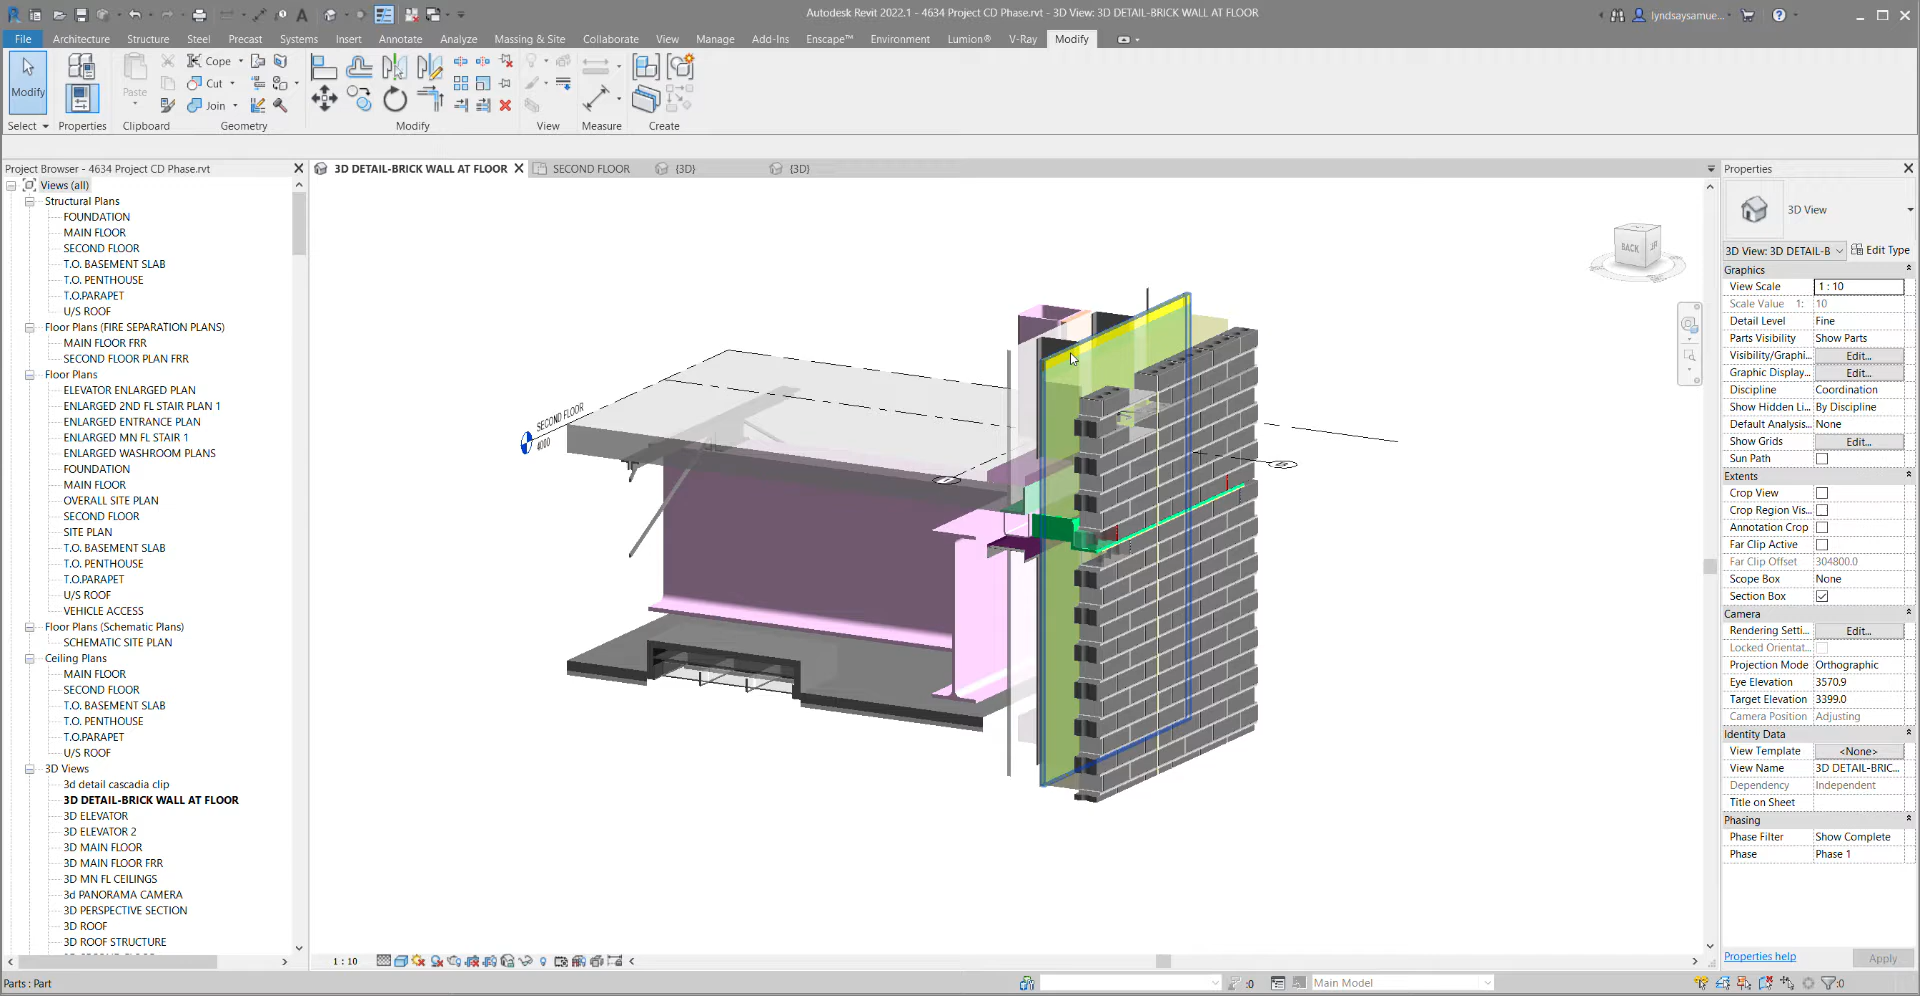 Autodesk Revit 2022.1 - 4634 Project CD Phase.rvt - 3D View: 3D DETAIL-BRICK WALL AT FLOOR
lyndsaysamue...
File Architecture Structure Steel Precast Systems Insert Annotate Analyze Massing & Site Collaborate View Manage Add-Ins Enscape™ Environment Lumion® V-Ray Modify
Modify
Paste
Cope
Cut
Join
Select Properties Clipboard Geometry Modify View Measure Create
Project Browser - 4634 Project CD Phase.rvt
3D DETAIL-BRICK WALL AT FLOOR
SECOND FLOOR
{3D}
{3D}
Views (all)
Structural Plans
FOUNDATION
MAIN FLOOR
SECOND FLOOR
T.O. BASEMENT SLAB
T.O. PENTHOUSE
T.O.PARAPET
U/S ROOF
Floor Plans (FIRE SEPARATION PLANS)
MAIN FLOOR FRR
SECOND FLOOR PLAN FRR
Floor Plans
ELEVATOR ENLARGED PLAN
ENLARGED 2ND FL STAIR PLAN 1
ENLARGED ENTRANCE PLAN
ENLARGED MN FL STAIR 1
ENLARGED WASHROOM PLANS
FOUNDATION
MAIN FLOOR
OVERALL SITE PLAN
SECOND FLOOR
SITE PLAN
T.O. BASEMENT SLAB
T.O. PENTHOUSE
T.O.PARAPET
U/S ROOF
VEHICLE ACCESS
Floor Plans (Schematic Plans)
SCHEMATIC SITE PLAN
Ceiling Plans
MAIN FLOOR
SECOND FLOOR
T.O. BASEMENT SLAB
T.O. PENTHOUSE
T.O.PARAPET
U/S ROOF
3D Views
3d detail cascadia clip
3D DETAIL-BRICK WALL AT FLOOR
3D ELEVATOR
3D ELEVATOR 2
3D MAIN FLOOR
3D MAIN FLOOR FRR
3D MN FL CEILINGS
3d PANORAMA CAMERA
3D PERSPECTIVE SECTION
3D ROOF
3D ROOF STRUCTURE
SECOND FLOOR
4000
BACK
Properties
3D View
3D View: 3D DETAIL-B
Edit Type
Graphics
View Scale 1 : 10
Scale Value 1: 10
Detail Level Fine
Parts Visibility Show Parts
Visibility/Graphi... Edit...
Graphic Display... Edit...
Discipline Coordination
Show Hidden Li... By Discipline
Default Analysis... None
Show Grids Edit...
Sun Path
Extents
Crop View
Crop Region Vis...
Annotation Crop
Far Clip Active
Far Clip Offset 304800.0
Scope Box None
Section Box
Camera
Rendering Setti... Edit...
Locked Orientat...
Projection Mode Orthographic
Eye Elevation 3570.9
Target Elevation 3399.0
Camera Position Adjusting
Identity Data
View Template <None>
View Name 3D DETAIL-BRIC...
Dependency Independent
Title on Sheet
Phasing
Phase Filter Show Complete
Phase Phase 1
Properties help
Apply
1 : 10
Parts : Part
:0
Main Model
:0